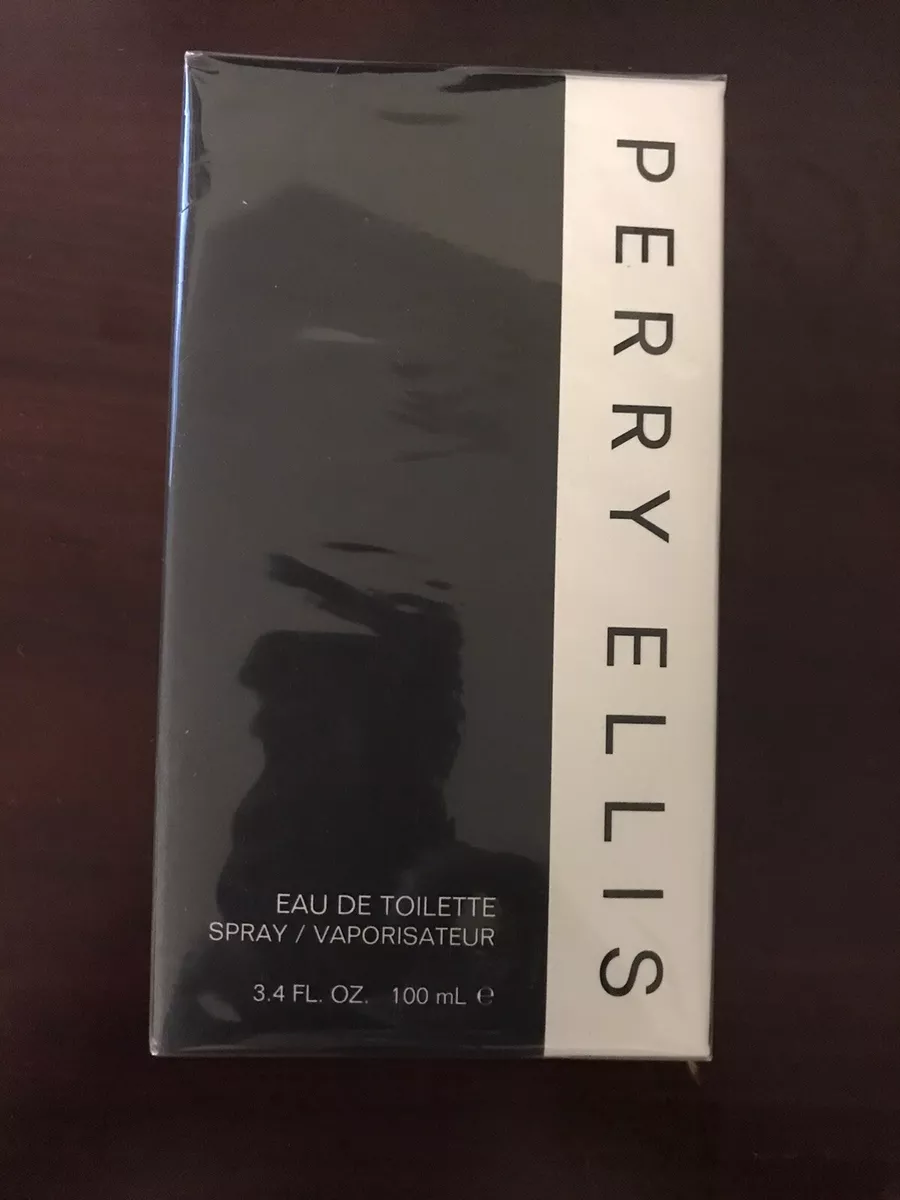 PERRY ELLIS
EAU DE TOILETTE
SPRAY / VAPORISATEUR
3.4 FL. OZ. 100 mL ℮